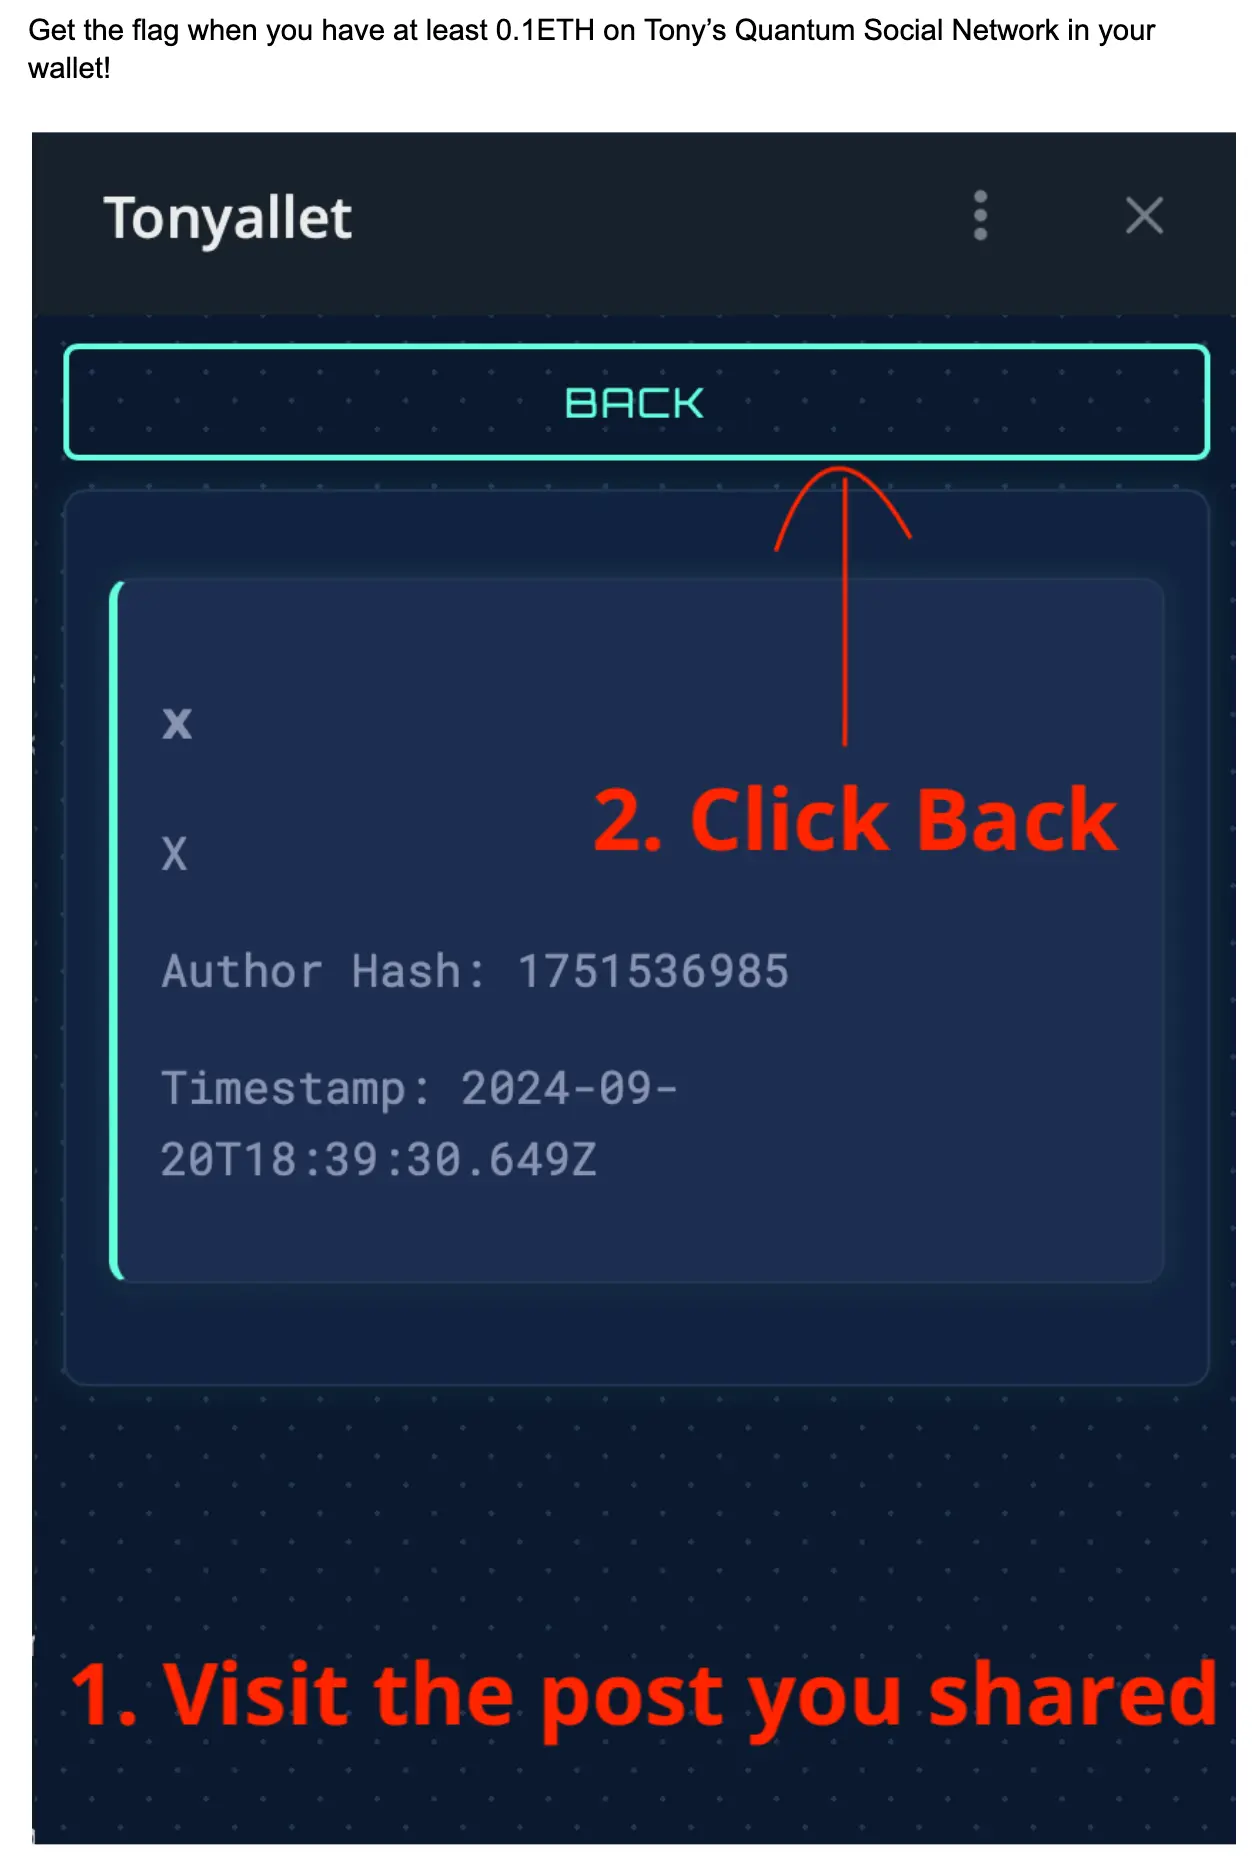 Get the flag when you have at least 0.1ETH on Tony’s Quantum Social Network in your
wallet!
Tonyallet
BACK
x
x
2. Click Back
Author Hash: 1751536985
Timestamp: 2024-09-
20T18:39:30.649Z
1. Visit the post you shared